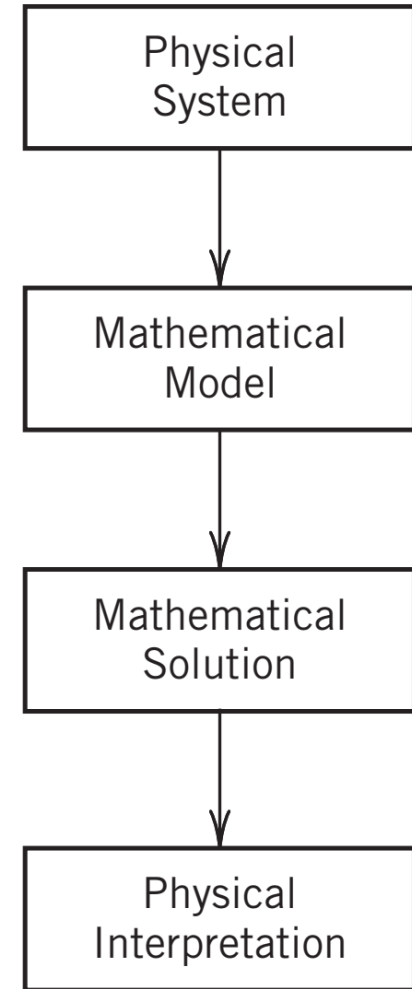 Physical
System
Mathematical
Model
Mathematical
Solution
Physical
Interpretation